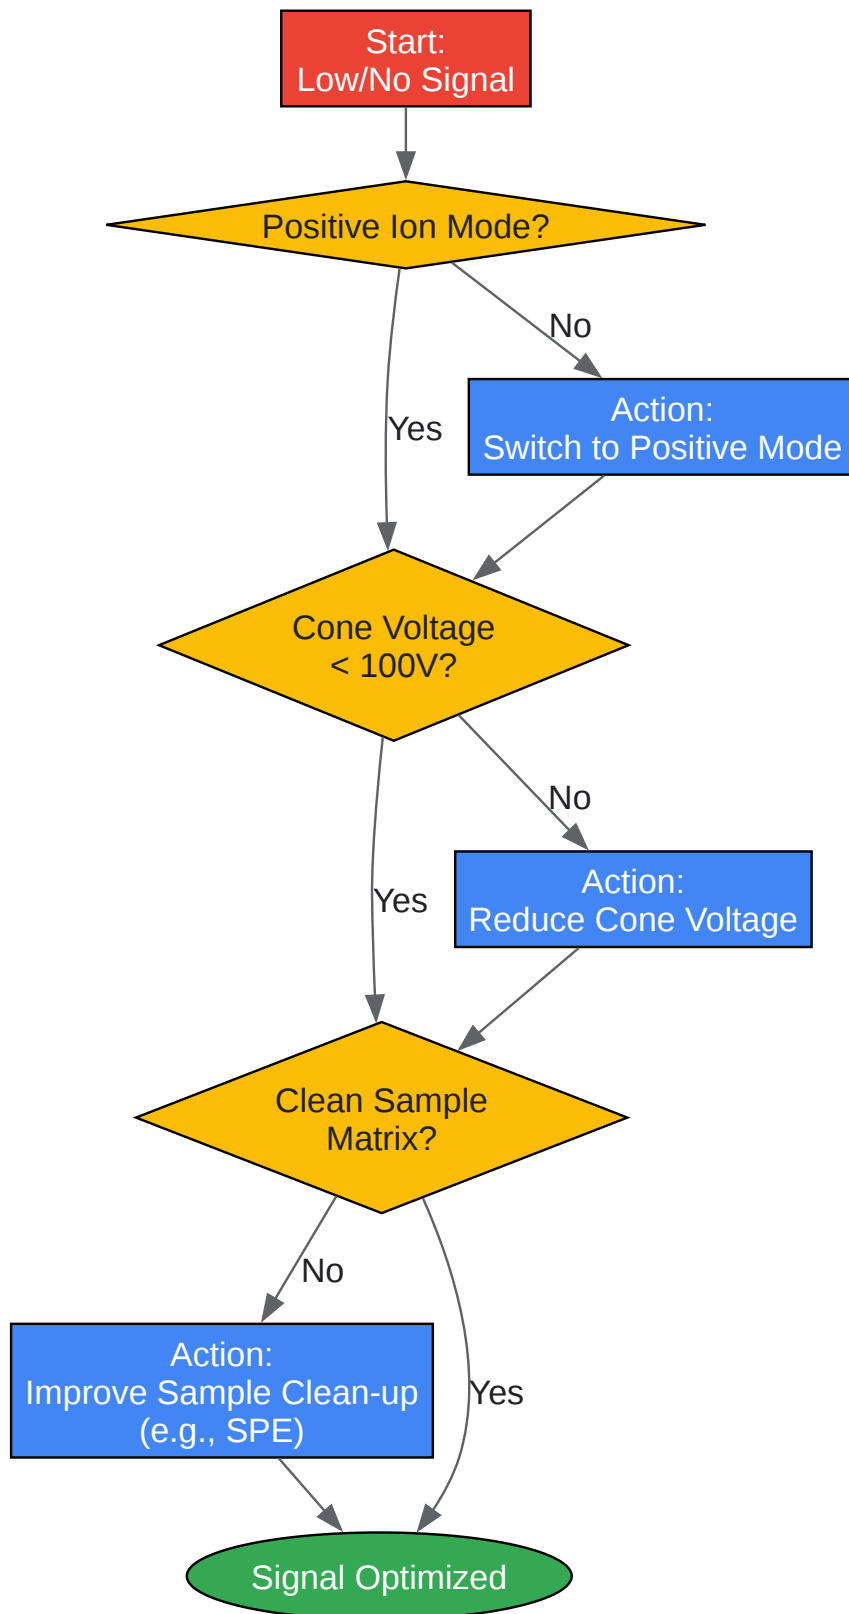 Start:
Low/No Signal
Positive Ion Mode?
No
Action:
Switch to Positive Mode
Yes
Cone Voltage
< 100V?
No
Action:
Reduce Cone Voltage
Yes
Clean Sample
Matrix?
No
Action:
Improve Sample Clean-up
(e.g., SPE)
Yes
Signal Optimized